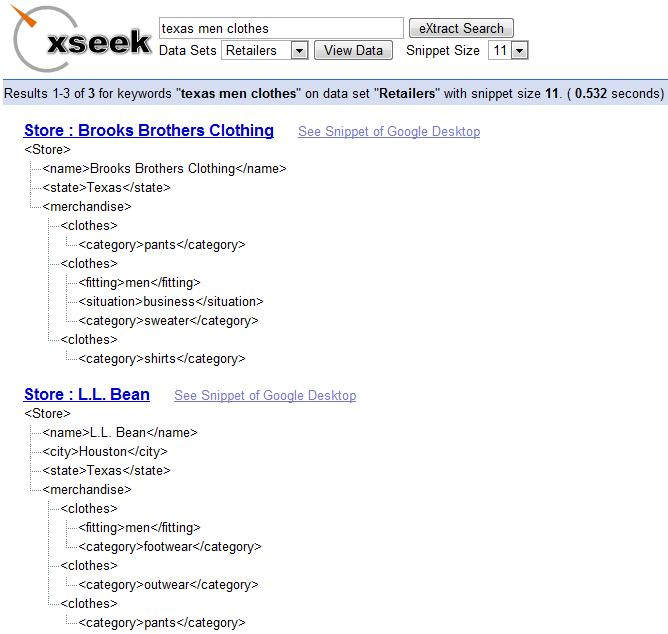 xseek
texas men clothes eXtract Search
Data Sets Retailers View Data Snippet Size 11
Results 1-3 of 3 for keywords "texas men clothes" on data set "Retailers" with snippet size 11. ( 0.532 seconds)
Store : Brooks Brothers Clothing See Snippet of Google Desktop
<Store>
<name>Brooks Brothers Clothing</name>
<state>Texas</state>
<merchandise>
<clothes>
<category>pants</category>
<clothes>
<fitting>men</fitting>
<situation>business</situation>
<category>sweater</category>
<clothes>
<category>shirts</category>
Store : L.L. Bean See Snippet of Google Desktop
<Store>
<name>L.L. Bean</name>
<city>Houston</city>
<state>Texas</state>
<merchandise>
<clothes>
<fitting>men</fitting>
<category>footwear</category>
<clothes>
<category>outwear</category>
<clothes>
<category>pants</category>